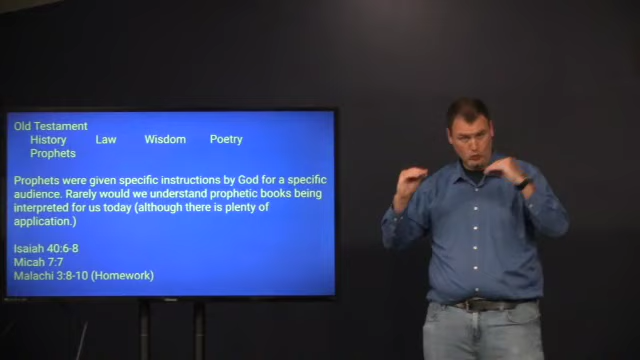 Old Testament
History Law Wisdom Poetry
Prophets
Prophets were given specific instructions by God for a specific
audience. Rarely would we understand prophetic books being
interpreted for us today (although there is plenty of
application.)
Isaiah 40:6-8
Micah 7:7
Malachi 3:8-10 (Homework)